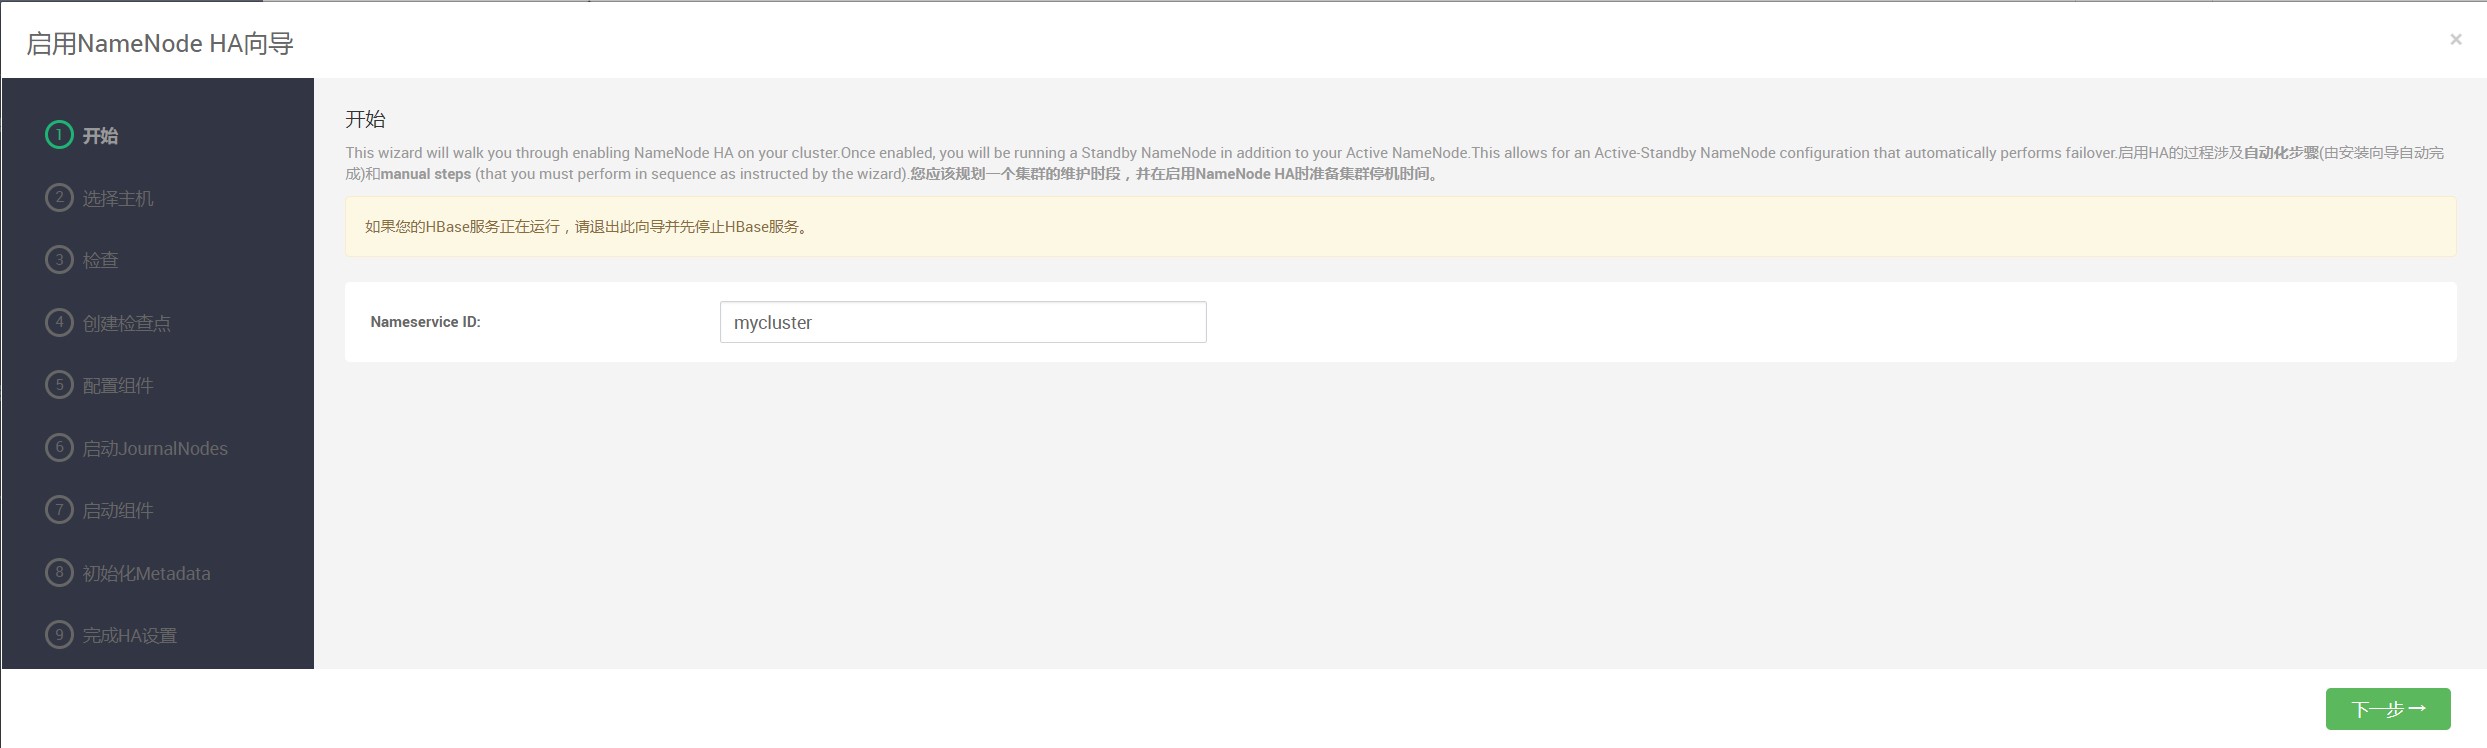 启用NameNode HA向导
×
1 开始
2 选择主机
3 检查
4 创建检查点
5 配置组件
6 启动JournalNodes
7 启动组件
8 初始化Metadata
9 完成HA设置
开始
This wizard will walk you through enabling NameNode HA on your cluster.Once enabled, you will be running a Standby NameNode in addition to your Active NameNode.This allows for an Active-Standby NameNode configuration that automatically performs failover.启用HA的过程涉及自动化步骤(由安装向导自动完
成)和manual steps (that you must perform in sequence as instructed by the wizard).您应该规划一个集群的维护时段，并在启用NameNode HA时准备集群停机时间。
如果您的HBase服务正在运行，请退出此向导并先停止HBase服务。
Nameservice ID:
mycluster
下一步 →